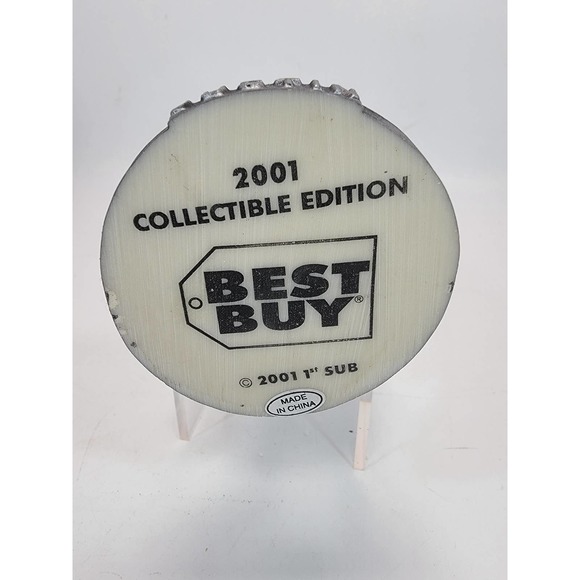 2001
COLLECTIBLE EDITION
BEST
BUY®
© 2001 1st SUB
MADE
IN CHINA